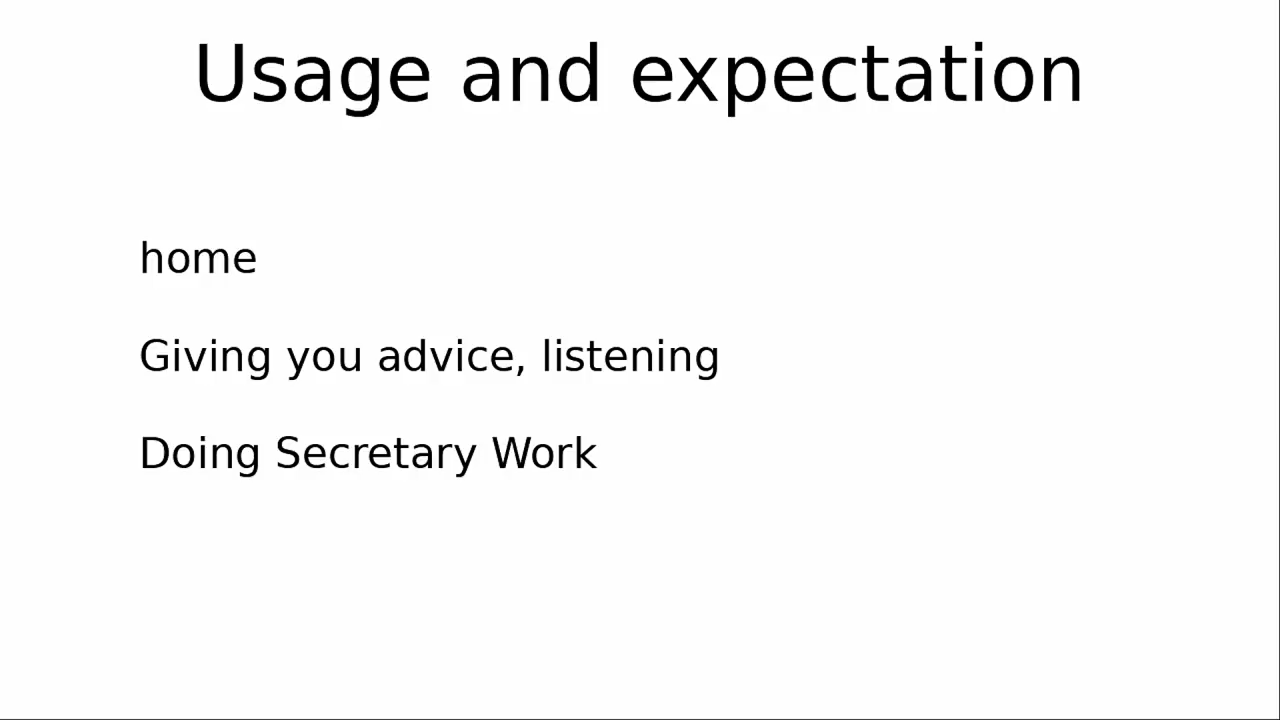 Usage and expectation
home
Giving you advice, listening
Doing Secretary Work